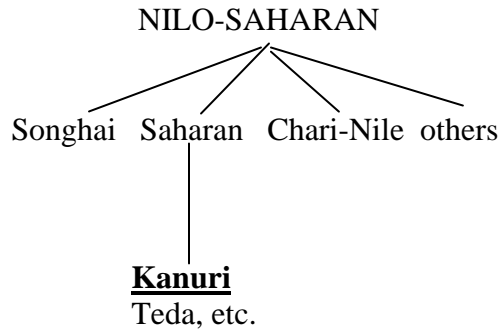 NILO-SAHARAN
Songhai Saharan Chari-Nile others
Kanuri
Teda, etc.